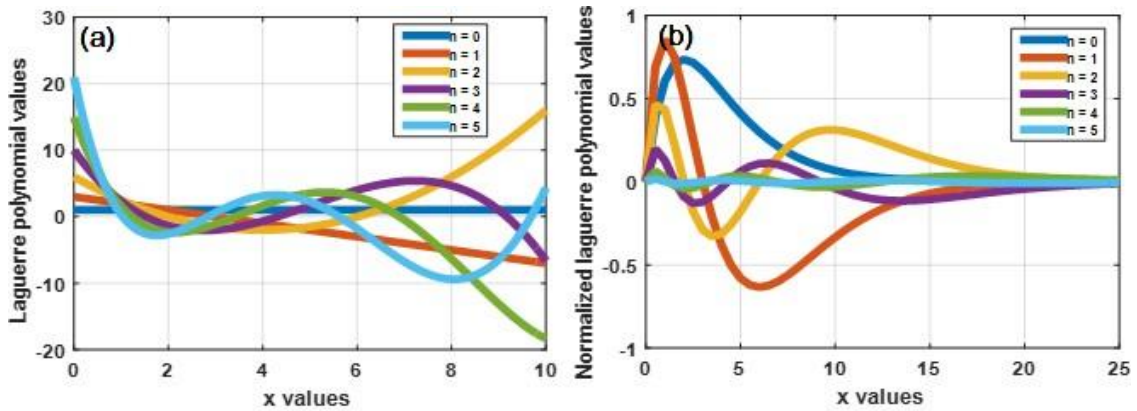 (a)
Laguerre polynomial values
30
20
10
0
-10
-20
0
2
4
6
8
10
x values
n = 0
n = 1
n = 2
n = 3
n = 4
n = 5
(b)
Normalized laguerre polynomial values
1
0.5
0
-0.5
-1
0
5
10
15
20
25
x values
n = 0
n = 1
n = 2
n = 3
n = 4
n = 5